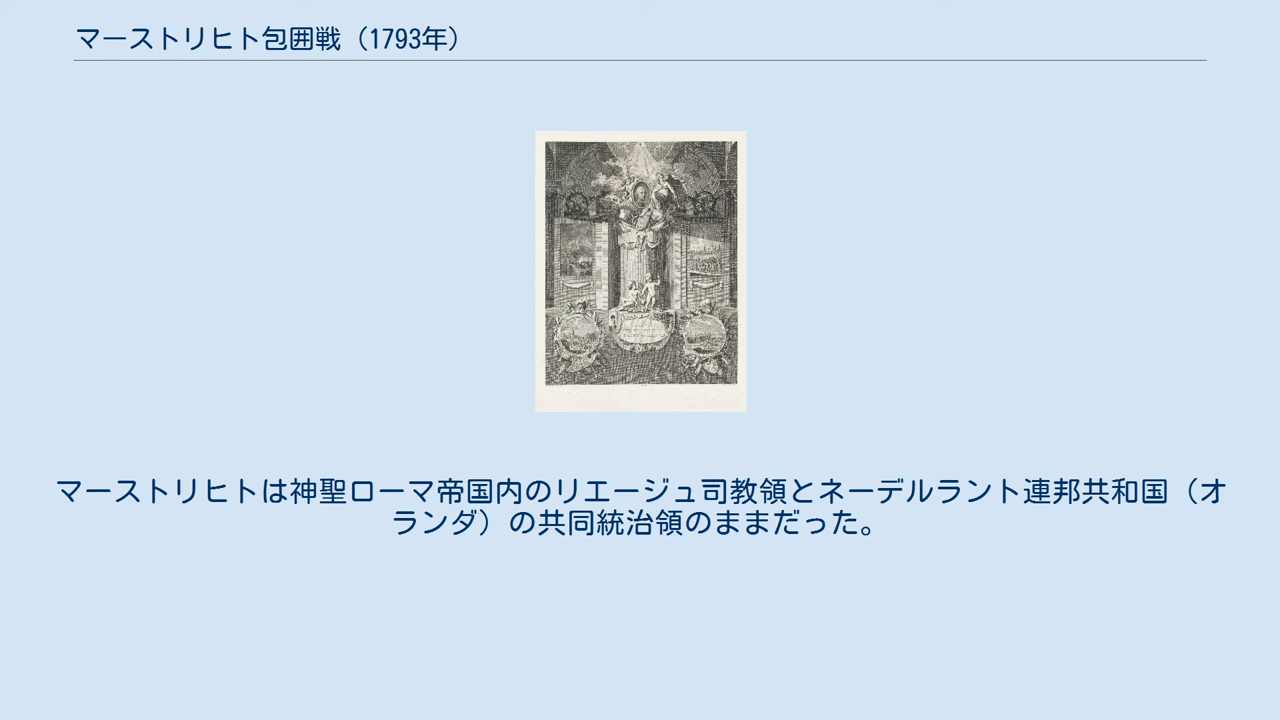 マーストリヒト包囲戦（1793年）
マーストリヒトは神聖ローマ帝国内のリエージュ司教領とネーデルラント連邦共和国（オ
ランダ）の共同統治領のままだった。